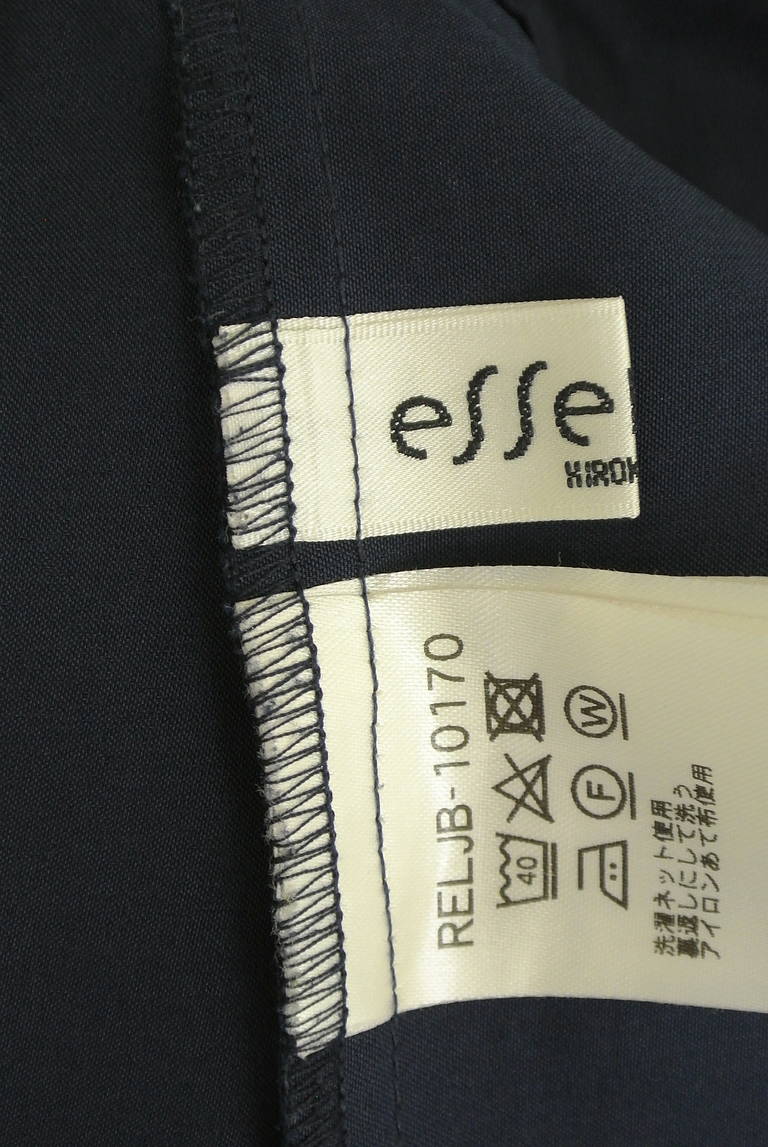 esse
HIROK
RELJB-10170
40
F
W
洗濯ネット使用
裏返しにして洗う
アイロンあて布使用